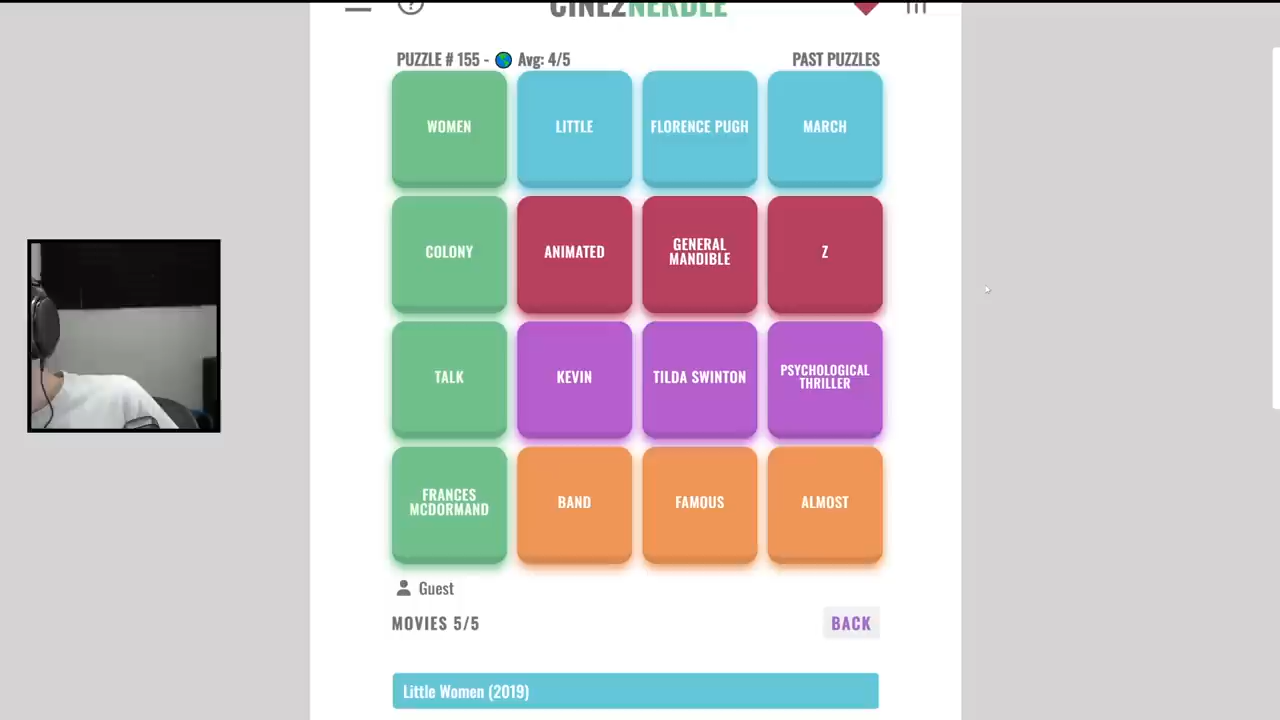 CINE2NERDLE
PUZZLE # 155 - Avg: 4/5
PAST PUZZLES
WOMEN
LITTLE
FLORENCE PUGH
MARCH
COLONY
ANIMATED
GENERAL
MANDIBLE
Z
TALK
KEVIN
TILDA SWINTON
PSYCHOLOGICAL
THRILLER
FRANCES
MCDORMAND
BAND
FAMOUS
ALMOST
Guest
MOVIES 5/5
BACK
Little Women (2019)